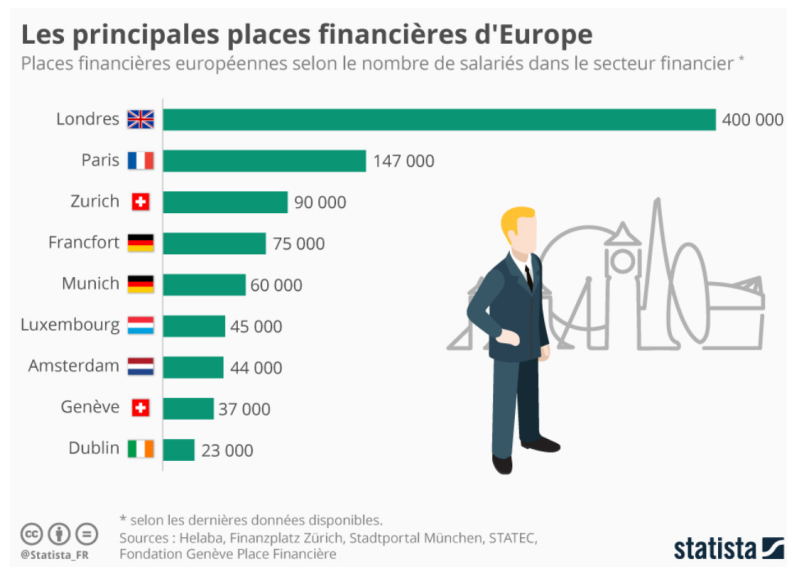 Les principales places financières d'Europe
Places financières européennes selon le nombre de salariés dans le secteur financier *
Londres 400 000
Paris 147 000
Zurich 90 000
Francfort 75 000
Munich 60 000
Luxembourg 45 000
Amsterdam 44 000
Genève 37 000
Dublin 23 000
* selon les dernières données disponibles.
Sources : Helaba, Finanzplatz Zürich, Stadtportal München, STATEC,
Fondation Genève Place Financière
cc
@Statista_FR
statista